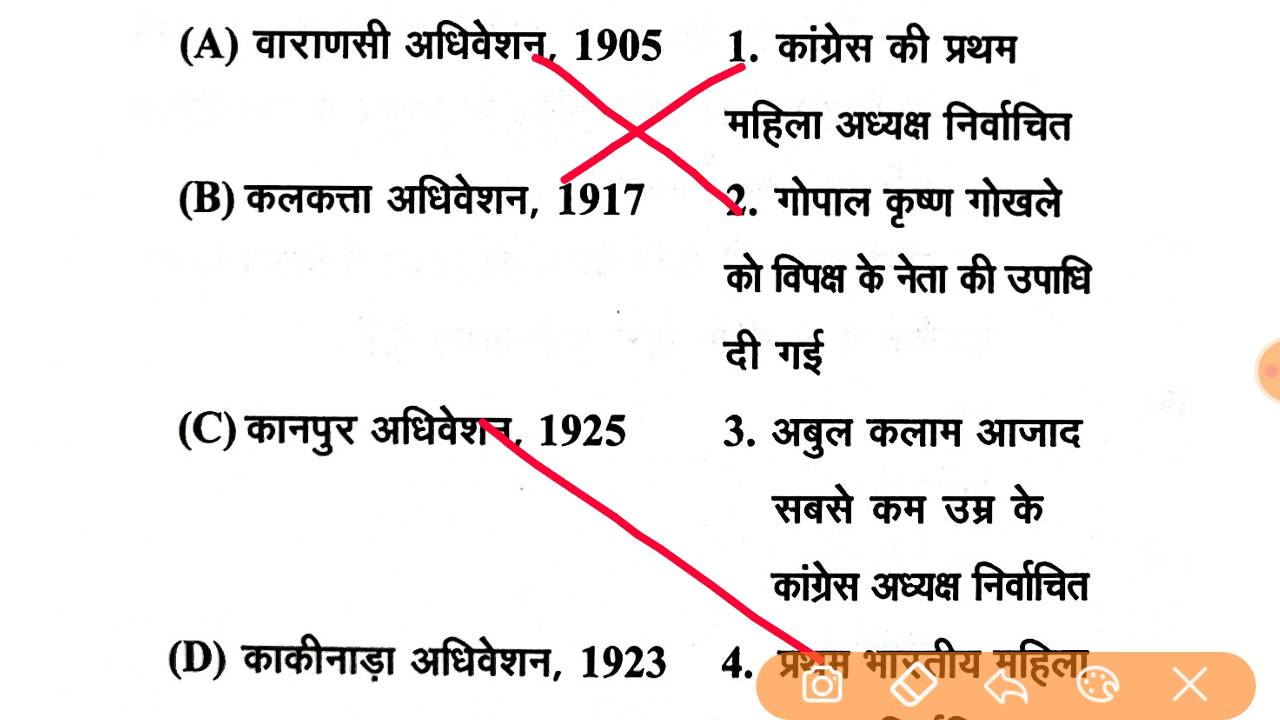 (A) वाराणसी अधिवेशन, 1905 1. कांग्रेस की प्रथम
महिला अध्यक्ष निर्वाचित
(B) कलकत्ता अधिवेशन, 1917 2. गोपाल कृष्ण गोखले
को विपक्ष के नेता की उपाधि
दी गई
(C) कानपुर अधिवेशन, 1925 3. अबुल कलाम आजाद
सबसे कम उम्र के
कांग्रेस अध्यक्ष निर्वाचित
(D) काकीनाड़ा अधिवेशन, 1923 4. प्रथम भारतीय महिला